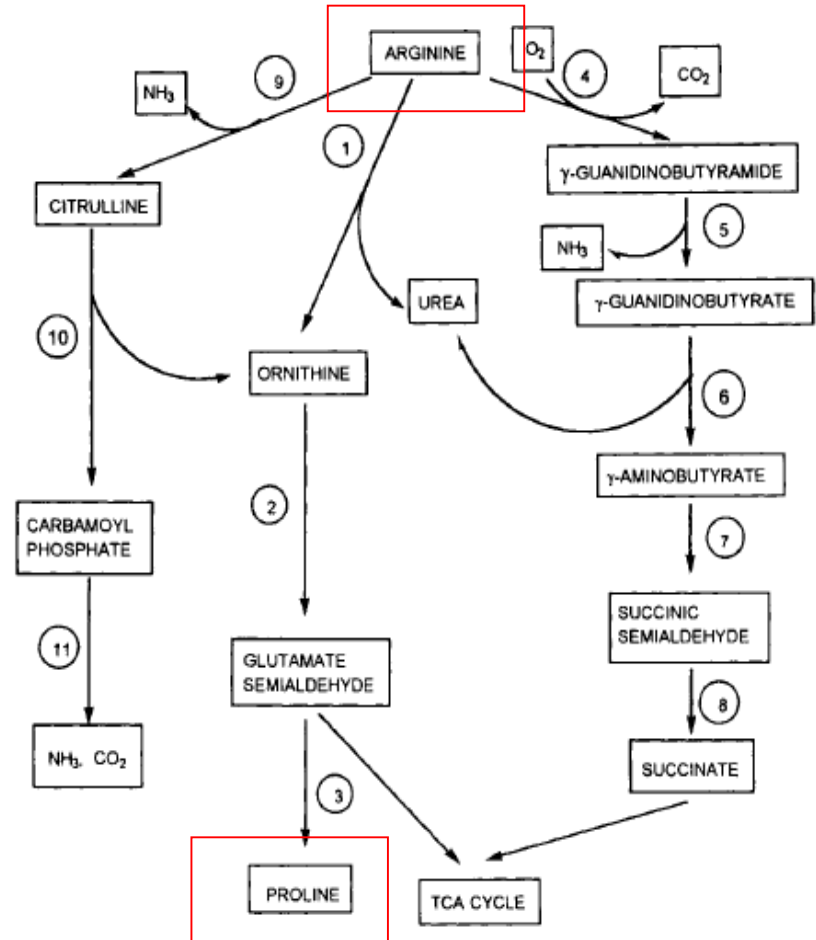 ARGININE
O₂
4
CO₂
9
NH₃
1
γ-GUANIDINOBUTYRAMIDE
CITRULLINE
5
NH₃
UREA
γ-GUANIDINOBUTYRATE
10
ORNITHINE
6
γ-AMINOBUTYRATE
2
CARBAMOYL
PHOSPHATE
7
SUCCINIC
SEMIALDEHYDE
11
GLUTAMATE
SEMIALDEHYDE
8
NH₃, CO₂
SUCCINATE
3
PROLINE
TCA CYCLE